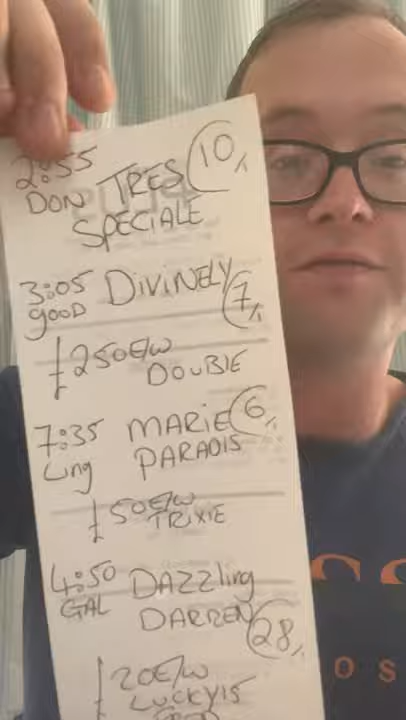 2:55 TRES 10/1
DON SPECIALE
3:05 DIVINELY 7/1
GOOD
£250E/W
DOUBLE
7:35 MARIE 6/1
Ling PARADIS
£50E/W
TRIXIE
4:50 DAZZling
GAL DARREN 28/1
£20E/W
LUCKY15
OS